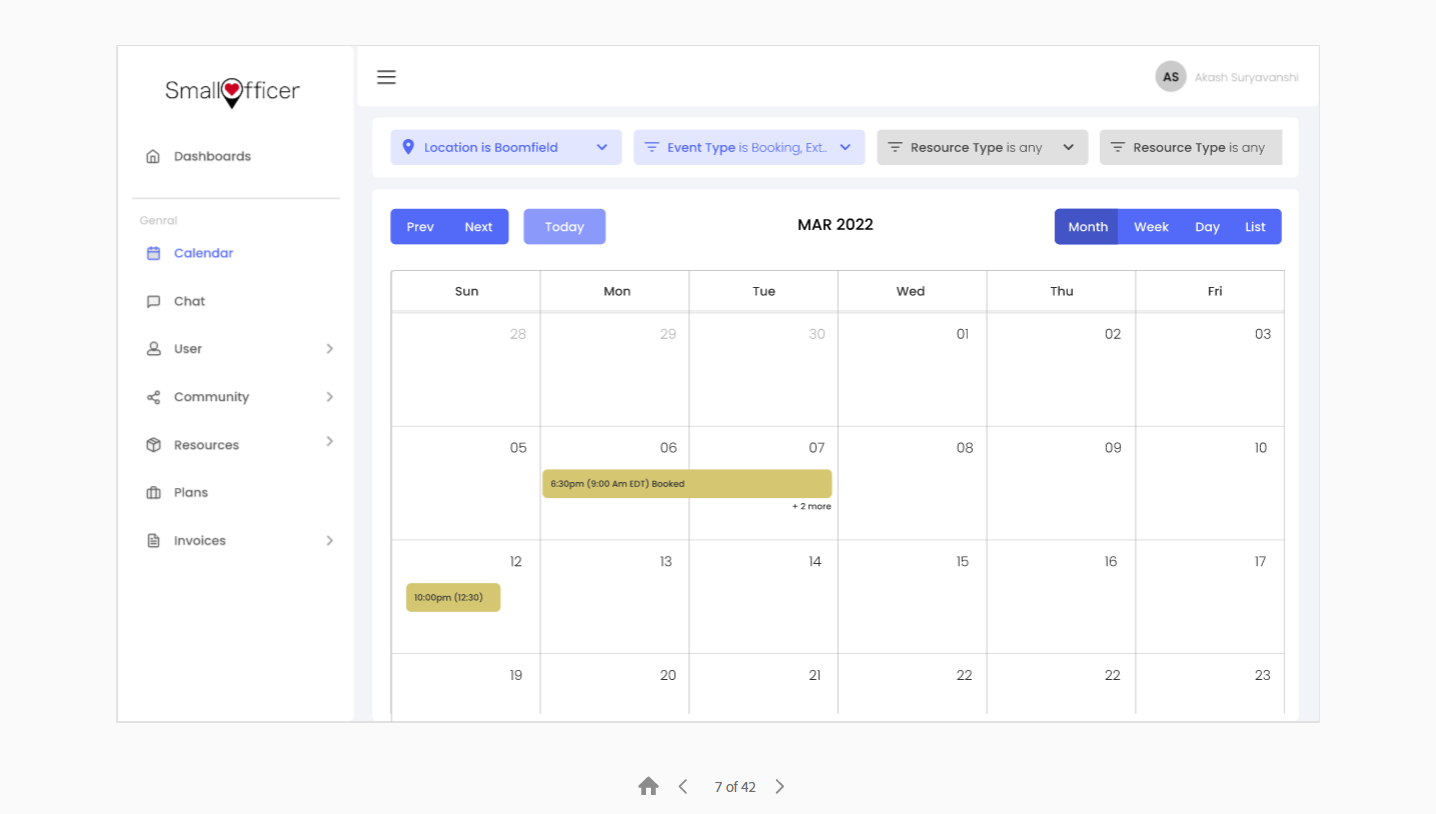 SmallOfficer
AS Akash Suryavanshi
Dashboards
Genral
Calendar
Chat
User
Community
Resources
Plans
Invoices
Location is Boomfield
Event Type is Booking, Ext..
Resource Type is any
Resource Type is any
Prev Next Today
MAR 2022
Month Week Day List
Sun Mon Tue Wed Thu Fri
28 29 30 01 02 03
05 06 07 08 09 10
6:30pm (9:00 Am EDT) Booked
+ 2 more
12 13 14 15 16 17
10:00pm (12:30)
19 20 21 22 22 23
7 of 42